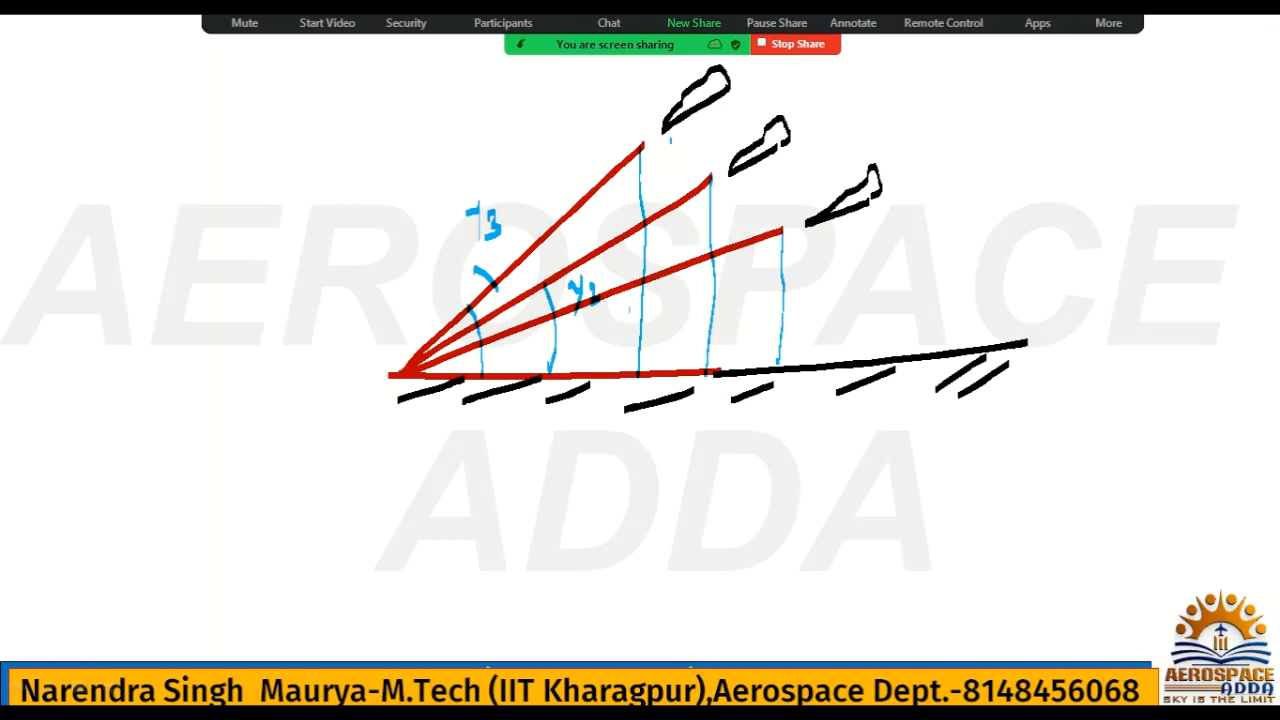 Mute Start Video Security Participants Chat New Share Pause Share Annotate Remote Control Apps More
You are screen sharing Stop Share
AEROSPACE
ADDA
Narendra Singh Maurya-M.Tech (IIT Kharagpur),Aerospace Dept.-8148456068
AEROSPACE
ADDA
SKY IS THE LIMIT